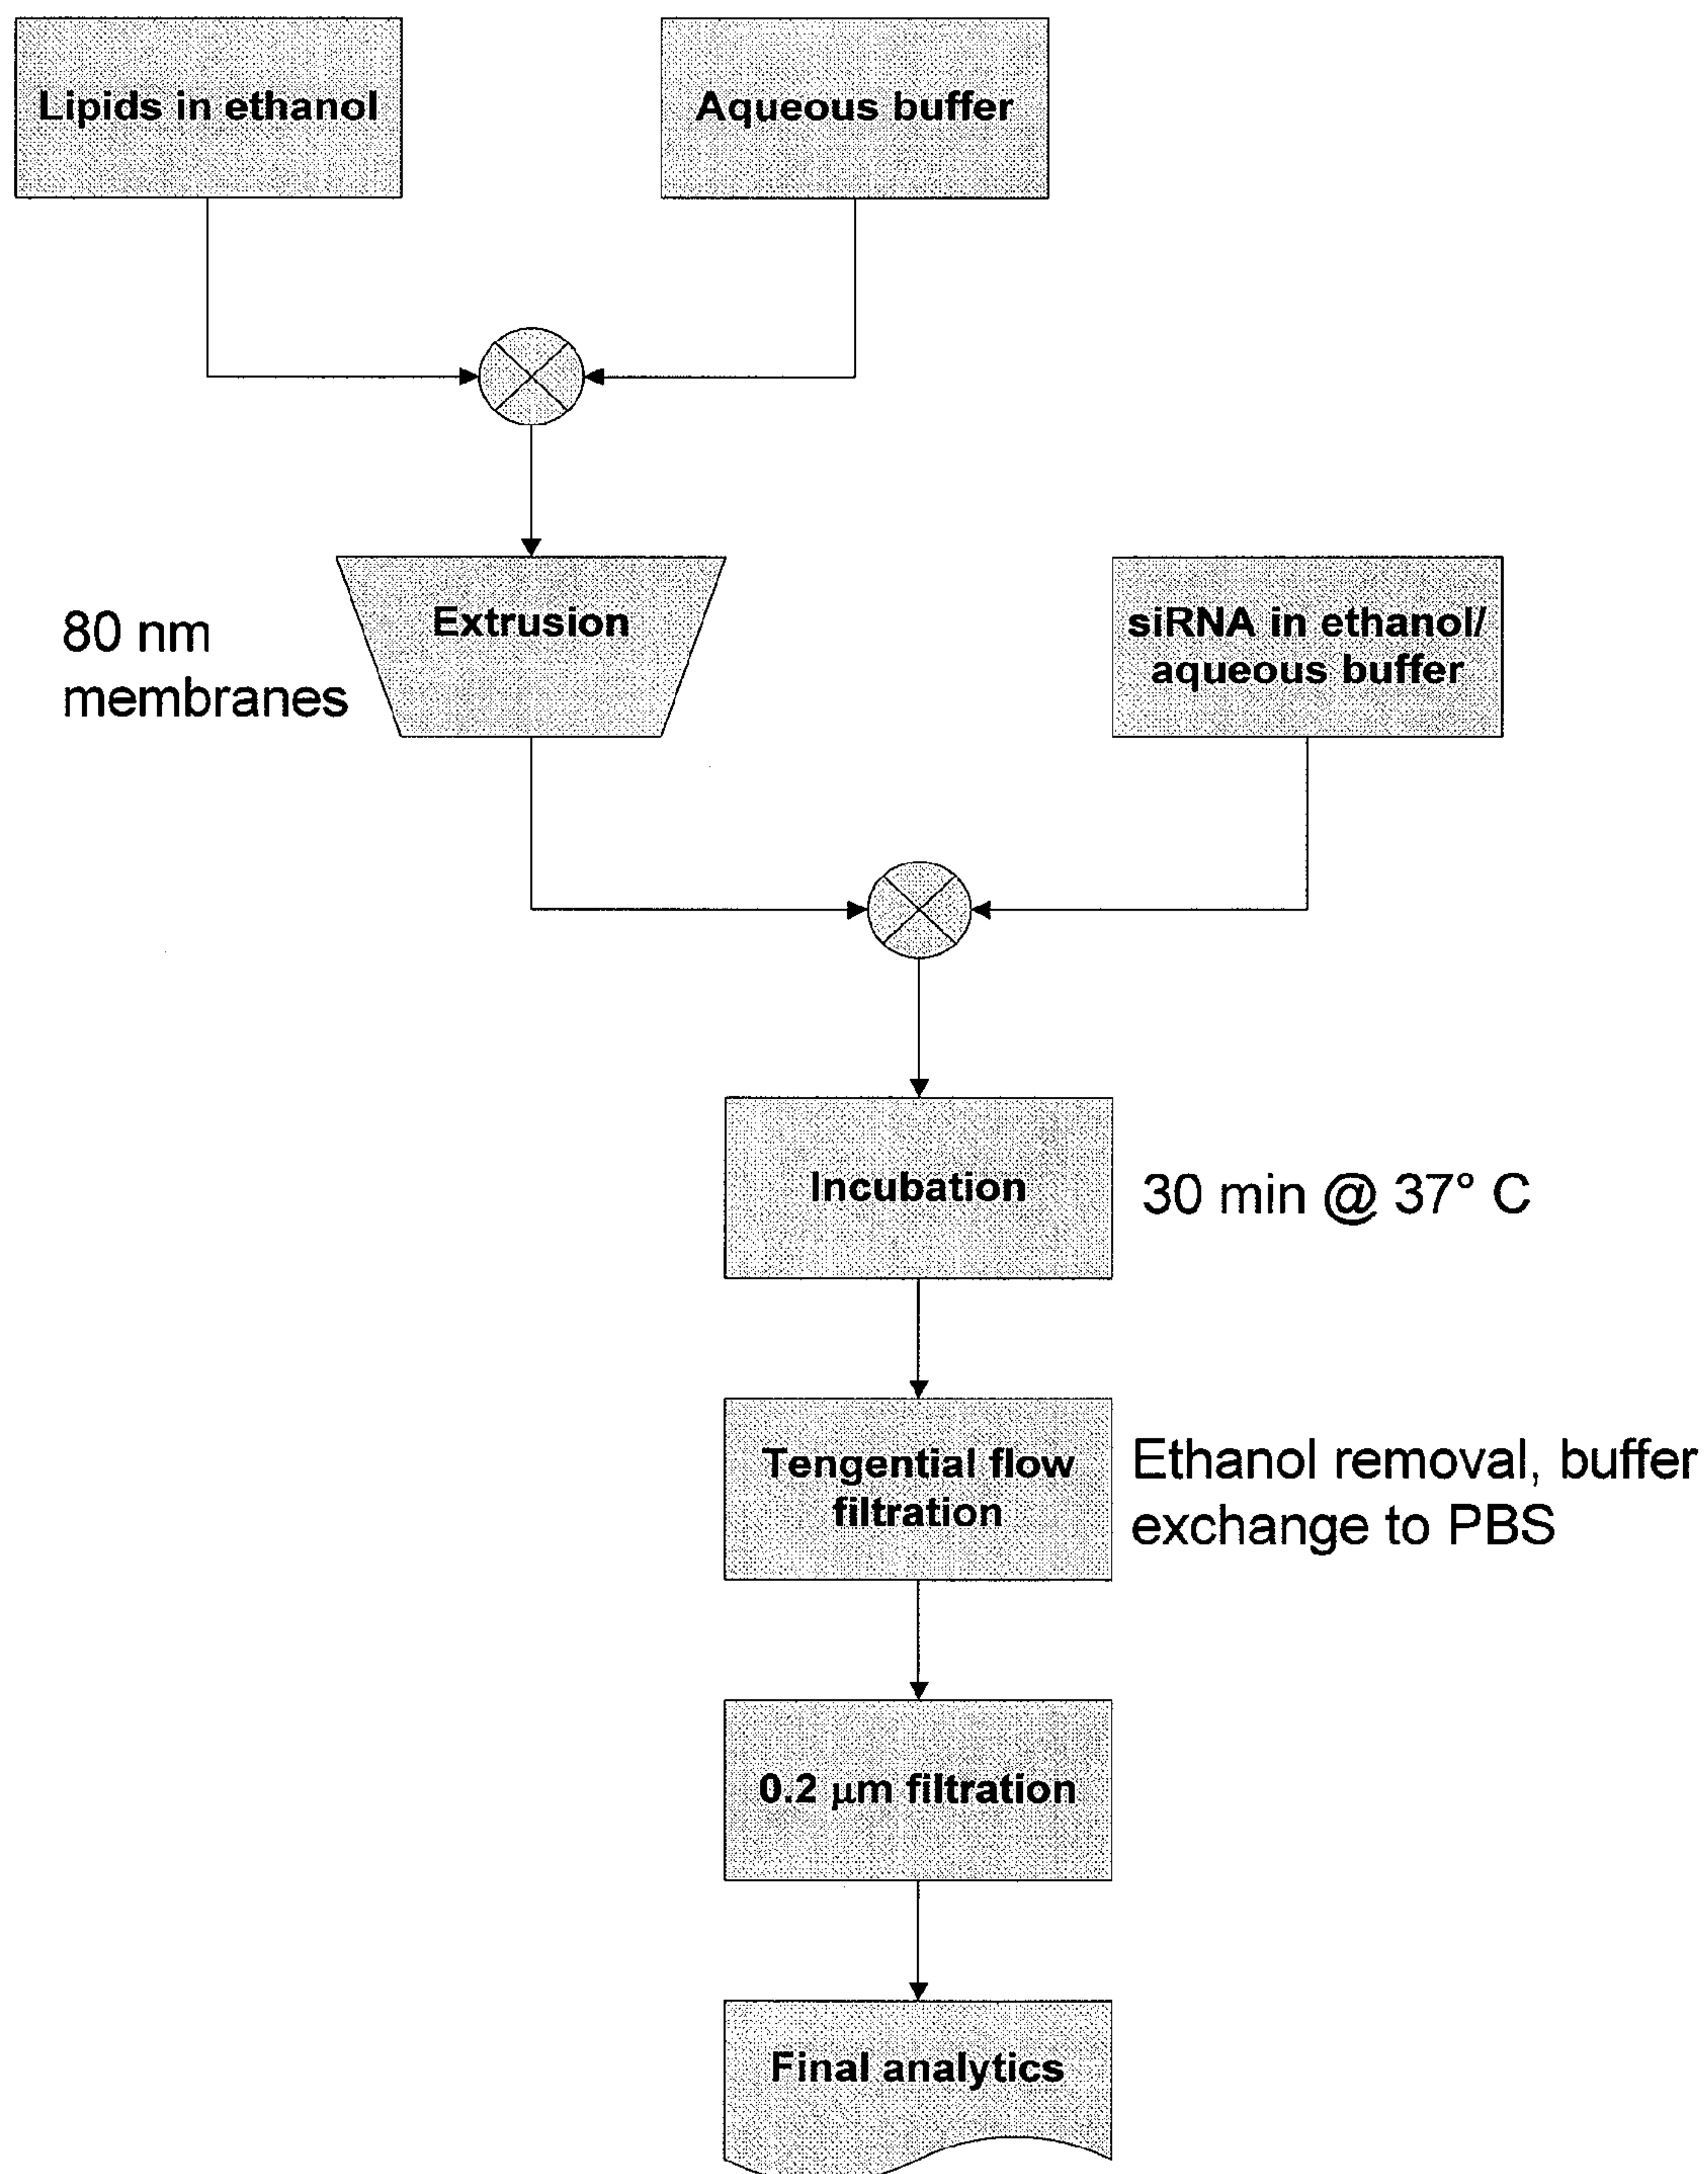 Lipids in ethanol
Aqueous buffer
80 nm
membranes
Extrusion
siRNA in ethanol/
aqueous buffer
Incubation
30 min @ 37° C
Tengential flow
filtration
Ethanol removal, buffer
exchange to PBS
0.2 μm filtration
Final analytics